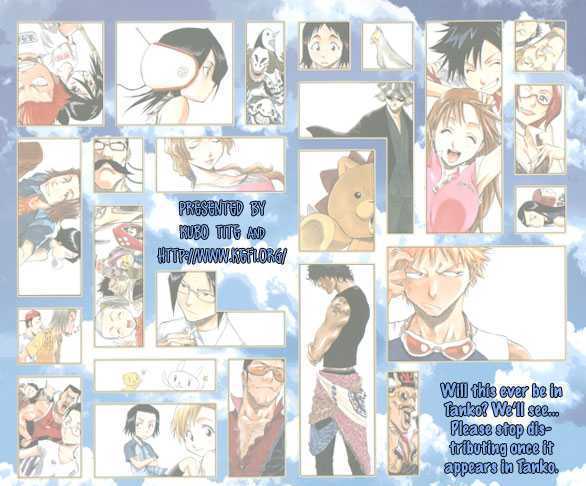 PRESENTED BY
KUBO TITE AND
HTTP://WWW.KEFI.ORG/
Will this ever be in
Tanko? We'll see...
Please stop dis-
tributing once it
appears in Tanko.